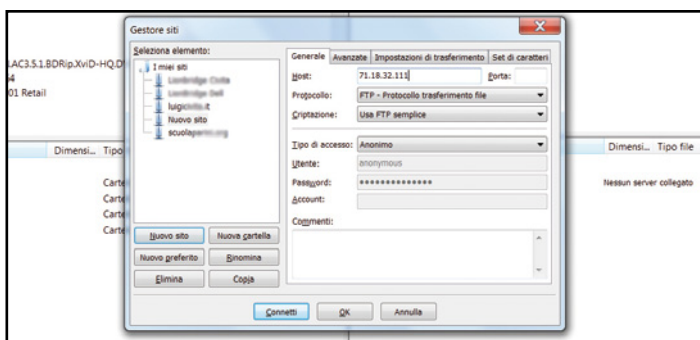 Gestore siti
Seleziona elemento:
I miei siti
luigi
.it
Nuovo sito
scuola
.org
Nuovo sito Nuova cartella
Nuovo preferito Rinomina
Elimina Copia
Generale Avanzate Impostazioni di trasferimento Set di caratteri
Host: 71.18.32.111 Porta:
Protocollo: FTP - Protocollo trasferimento file
Criptazione: Usa FTP semplice
Tipo di accesso: Anonimo
Utente: anonymous
Password: **************
Account:
Commenti:
Connetti OK Annulla
.AC3.5.1.BDRip.XviD-HQ.D
01 Retail
Dimensi... Tipo
Carte
Carte
Carte
Carte
Dimensi... Tipo file
Nessun server collegato